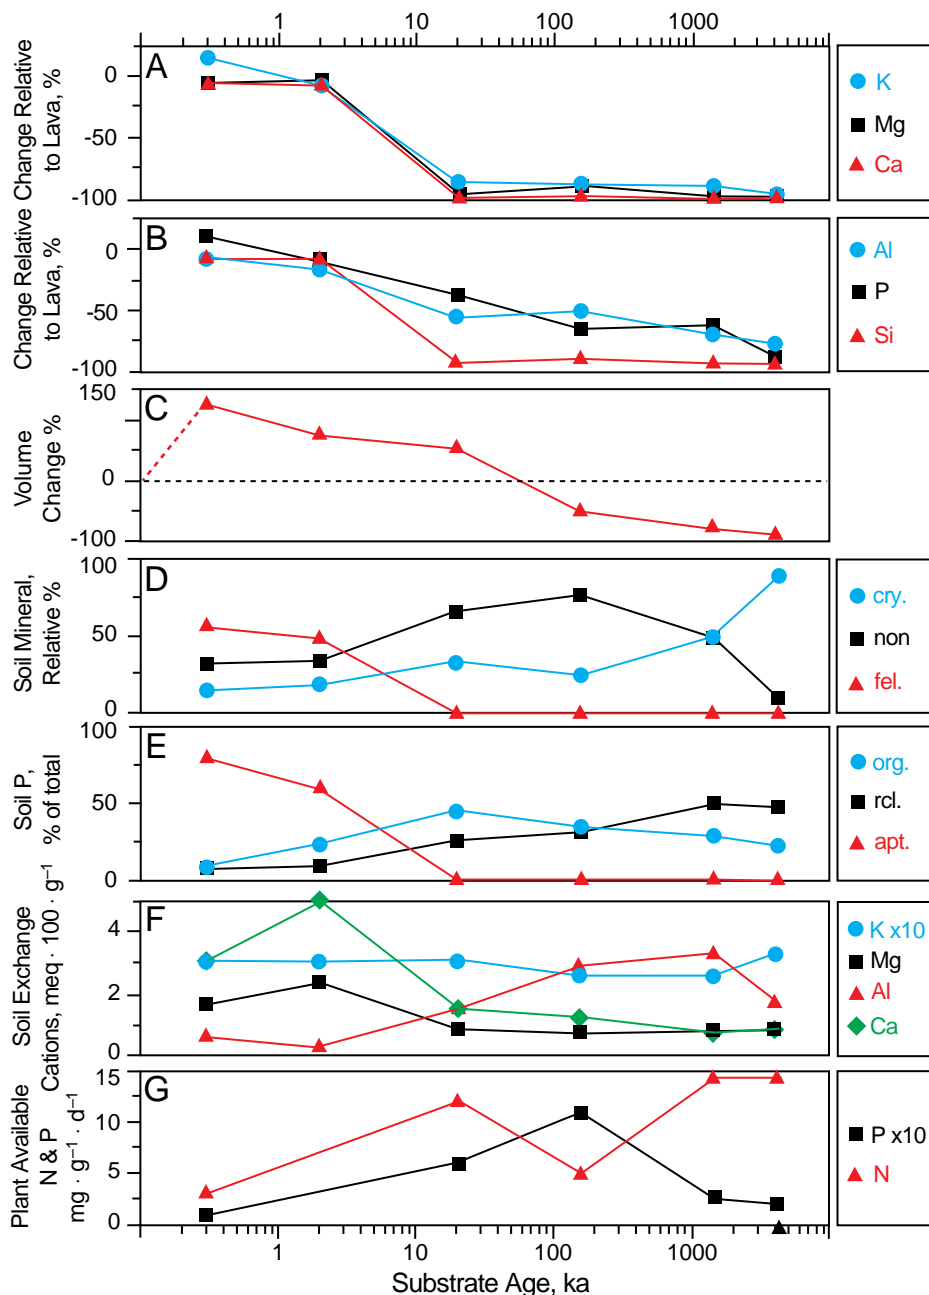 1 10 100 1000
A
Change Relative
to Lava, %
0
-50
-100
K
Mg
Ca
B
Change Relative
to Lava, %
0
-50
-100
Al
P
Si
C
Volume
Change %
150
0
-100
D
Soil Mineral,
Relative %
100
50
0
cry.
non
fel.
E
Soil P,
% of total
100
50
0
org.
rcl.
apt.
F
Soil Exchange
Cations, meq · 100 · g⁻¹
4
2
0
K x10
Mg
Al
Ca
G
Plant Available
N & P
mg · g⁻¹ · d⁻¹
15
10
5
0
P x10
N
1 10 100 1000
Substrate Age, ka